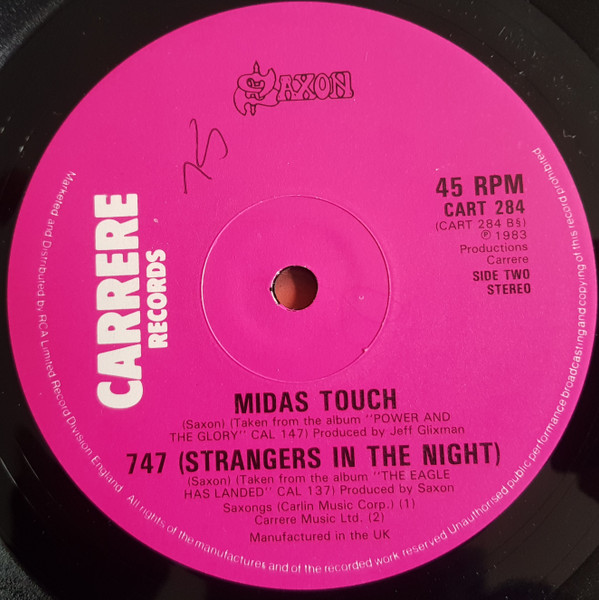 SAXON
CARRERE
RECORDS
45 RPM
CART 284
(CART 284 B§)
℗ 1983
Productions
Carrere
SIDE TWO
STEREO
MIDAS TOUCH
(Saxon) (Taken from the album "POWER AND
THE GLORY" CAL 147) Produced by Jeff Glixman
747 (STRANGERS IN THE NIGHT)
(Saxon) (Taken from the album "THE EAGLE
HAS LANDED" CAL 137) Produced by Saxon
Saxongs (Carlin Music Corp.) (1)
Carrere Music Ltd. (2)
Manufactured in the UK
Marketed and Distributed by RCA Limited Record Division England
All rights of the manufacturer and of the recorded work reserved Unauthorised public performance broadcasting and copying of this record prohibited